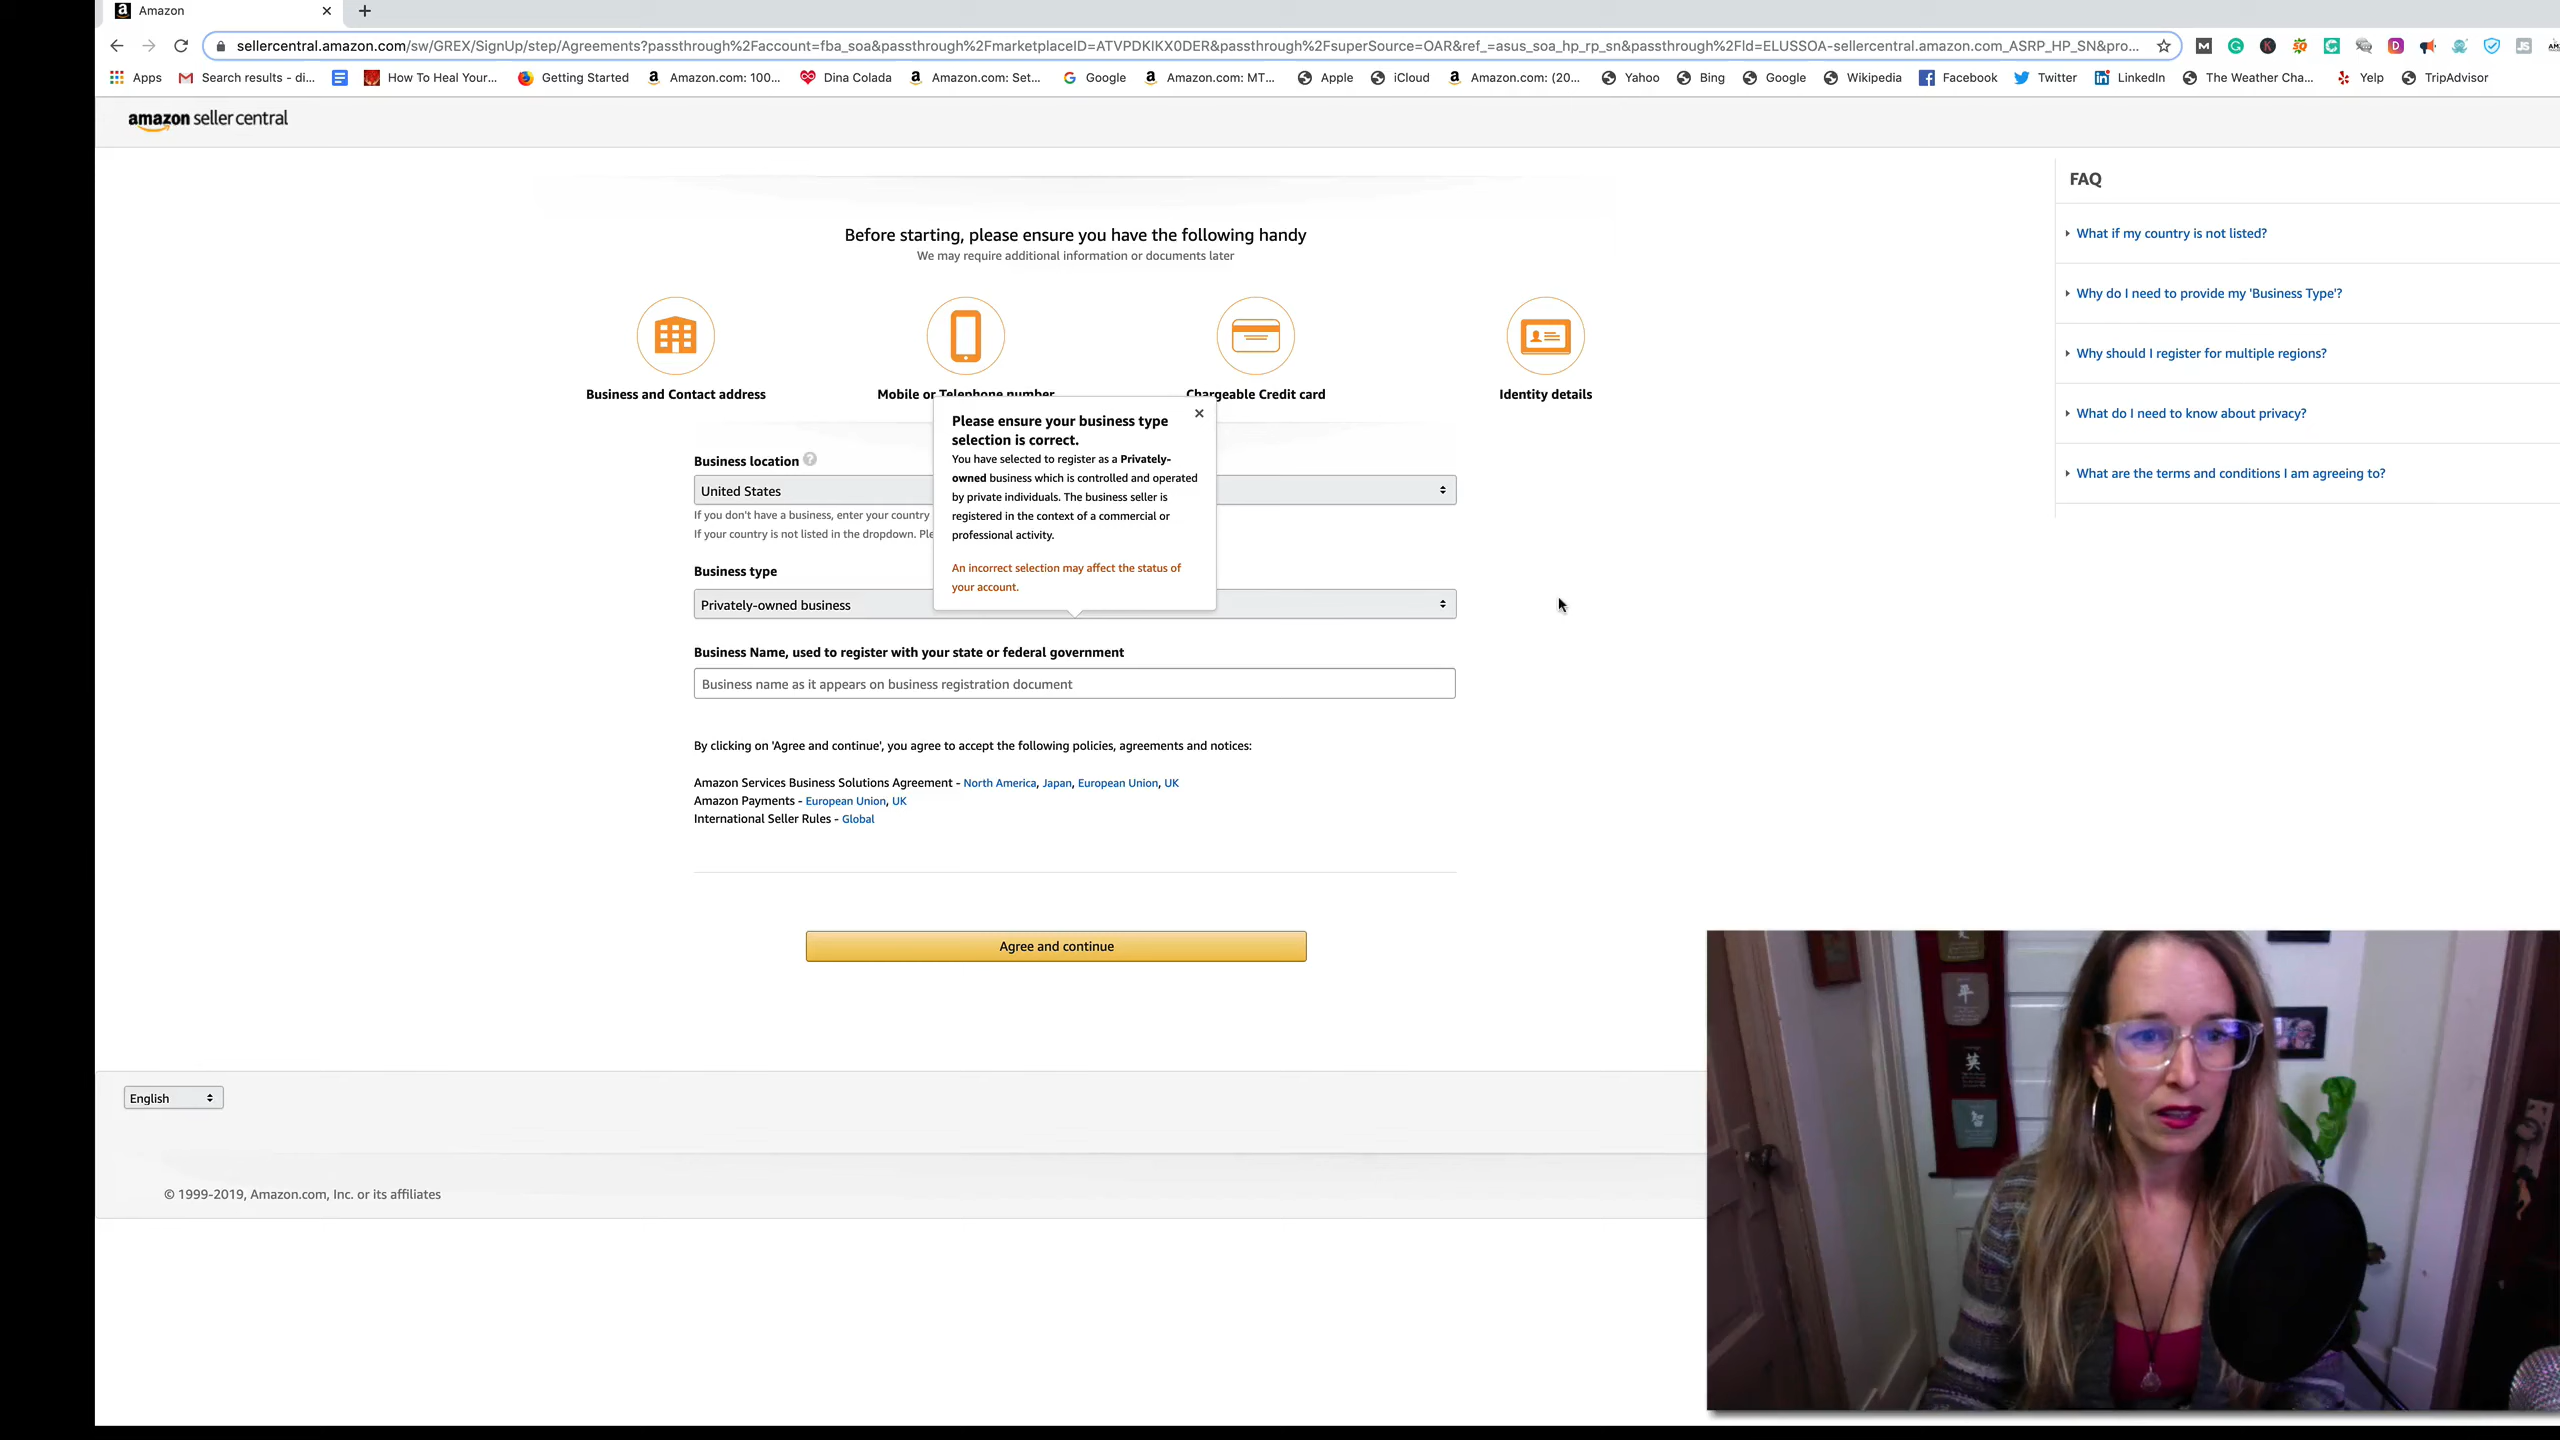 Amazon
sellercentral.amazon.com/sw/GREX/SignUp/step/Agreements?passthrough%2Faccount=fba_soa&passthrough%2FmarketplaceID=ATVPDKIKX0DER&passthrough%2FsuperSource=OAR&ref_=asus_soa_hp_rp_sn&passthrough%2Fld=ELUSSOA-sellercentral.amazon.com_ASRP_HP_SN&pro...
Apps Search results - di... How To Heal Your... Getting Started Amazon.com: 100... Dina Colada Amazon.com: Set... Google Amazon.com: MT... Apple iCloud Amazon.com: (20... Yahoo Bing Google Wikipedia Facebook Twitter LinkedIn The Weather Cha... Yelp TripAdvisor
amazon seller central
Before starting, please ensure you have the following handy
We may require additional information or documents later
Business and Contact address
Mobile or Telephone number
Chargeable Credit card
Identity details
Please ensure your business type
selection is correct.
You have selected to register as a Privately-
owned business which is controlled and operated
by private individuals. The business seller is
registered in the context of a commercial or
professional activity.
An incorrect selection may affect the status of
your account.
Business location
United States
If you don't have a business, enter your country
If your country is not listed in the dropdown. Ple
Business type
Privately-owned business
Business Name, used to register with your state or federal government
Business name as it appears on business registration document
By clicking on 'Agree and continue', you agree to accept the following policies, agreements and notices:
Amazon Services Business Solutions Agreement - North America, Japan, European Union, UK
Amazon Payments - European Union, UK
International Seller Rules - Global
Agree and continue
FAQ
What if my country is not listed?
Why do I need to provide my 'Business Type'?
Why should I register for multiple regions?
What do I need to know about privacy?
What are the terms and conditions I am agreeing to?
English
© 1999-2019, Amazon.com, Inc. or its affiliates
平
英